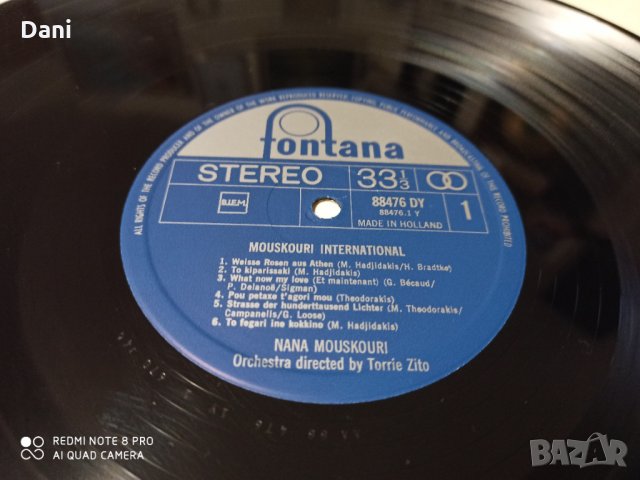 Dani
ALL RIGHTS OF THE RECORD PRODUCER AND OF THE OWNER OF THE WORK REPRODUCED RESERVED. COPYING, PUBLIC PERFORMANCE AND BROADCASTING OF THE RECORD PROHIBITED
fontana
STEREO 33 1/3
B.I.E.M.
88476 DY
88476.1 Y
MADE IN HOLLAND
1
MOUSKOURI INTERNATIONAL
1. Weisse Rosen aus Athen (M. Hadjidakis/H. Bradtke)
2. To kiparissaki (M. Hadjidakis)
3. What now my love (Et maintenant) (G. Bécaud/
P. Delanoë/Sigman)
4. Pou petaxe t'agori mou (Theodorakis)
5. Strasse der hunderttausend Lichter (M. Theodorakis/
Campanelis/G. Loose)
6. To fegari ine kokkino (M. Hadjidakis)
NANA MOUSKOURI
Orchestra directed by Torrie Zito
REDMI NOTE 8 PRO
AI QUAD CAMERA
BAZAR